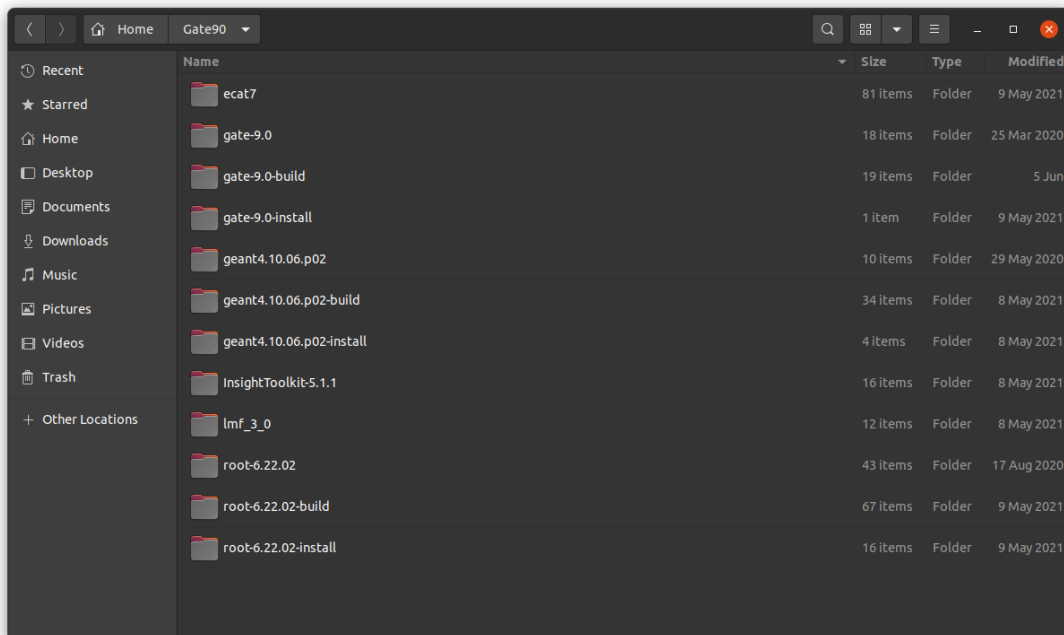 Home Gate90
Name Size Type Modified
Recent
Starred
Home
Desktop
Documents
Downloads
Music
Pictures
Videos
Trash
Other Locations
ecat7 81 items Folder 9 May 2021
gate-9.0 18 items Folder 25 Mar 2020
gate-9.0-build 19 items Folder 5 Jun
gate-9.0-install 1 item Folder 9 May 2021
geant4.10.06.p02 10 items Folder 29 May 2020
geant4.10.06.p02-build 34 items Folder 8 May 2021
geant4.10.06.p02-install 4 items Folder 8 May 2021
InsightToolkit-5.1.1 16 items Folder 8 May 2021
lmf_3_0 12 items Folder 8 May 2021
root-6.22.02 43 items Folder 17 Aug 2020
root-6.22.02-build 67 items Folder 9 May 2021
root-6.22.02-install 16 items Folder 9 May 2021